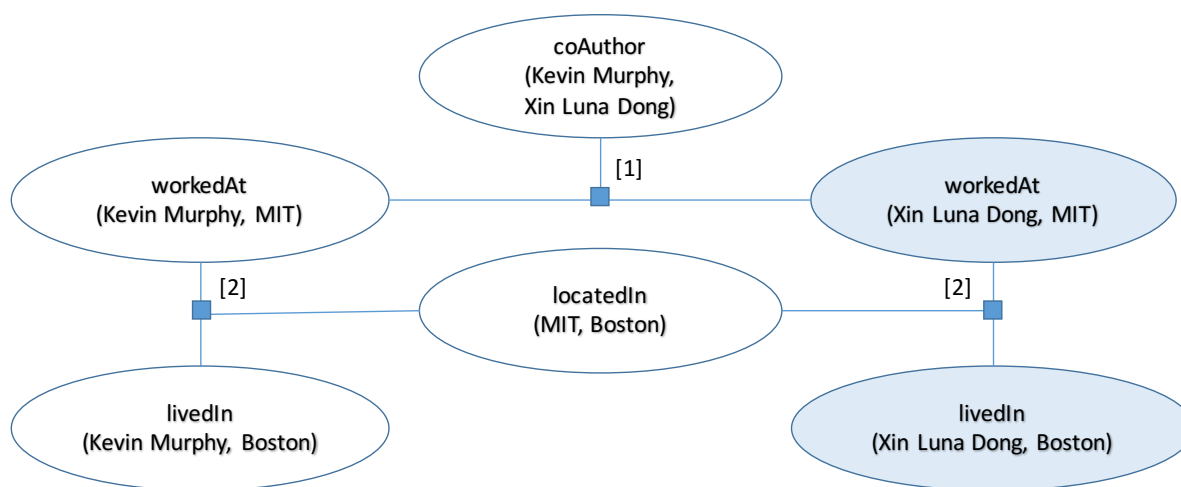 coAuthor
(Kevin Murphy,
Xin Luna Dong)
[1]
workedAt
(Kevin Murphy, MIT)
workedAt
(Xin Luna Dong, MIT)
[2]
locatedIn
(MIT, Boston)
[2]
livedIn
(Kevin Murphy, Boston)
livedIn
(Xin Luna Dong, Boston)